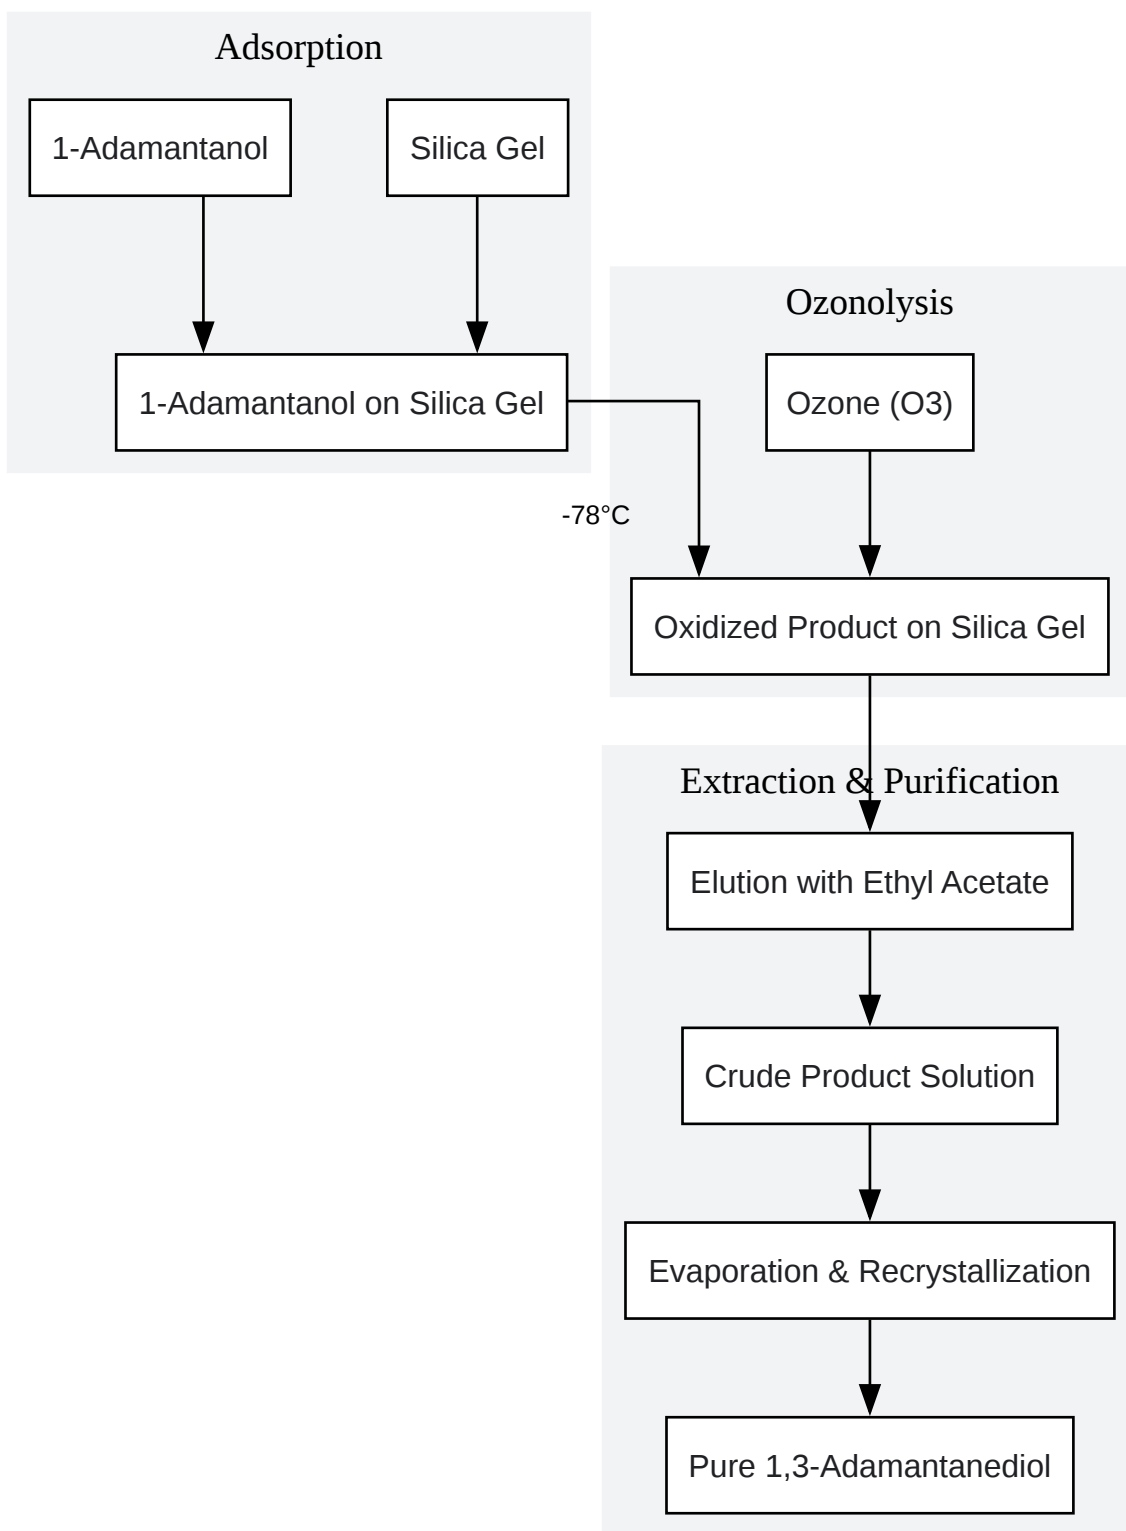 Adsorption
1-Adamantanol
Silica Gel
1-Adamantanol on Silica Gel
Ozonolysis
Ozone (O3)
-78°C
Oxidized Product on Silica Gel
Extraction & Purification
Elution with Ethyl Acetate
Crude Product Solution
Evaporation & Recrystallization
Pure 1,3-Adamantanediol